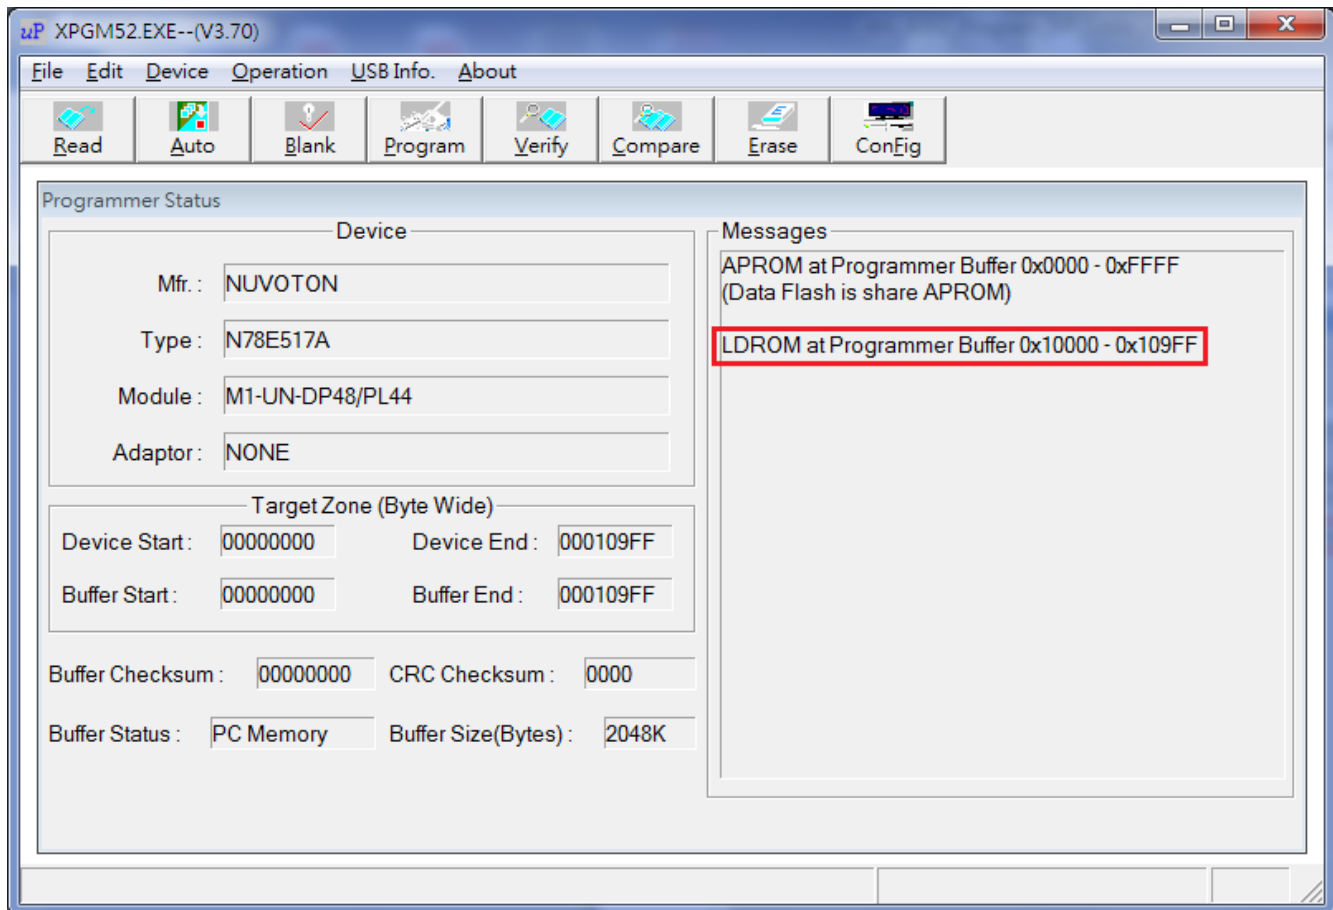 uP XPGM52.EXE--(V3.70)
File Edit Device Operation USB Info. About
Read Auto Blank Program Verify Compare Erase ConFig
Programmer Status
Device
Mfr. : NUVOTON
Type : N78E517A
Module : M1-UN-DP48/PL44
Adaptor : NONE
Target Zone (Byte Wide)
Device Start : 00000000 Device End : 000109FF
Buffer Start : 00000000 Buffer End : 000109FF
Buffer Checksum : 00000000 CRC Checksum : 0000
Buffer Status : PC Memory Buffer Size(Bytes) : 2048K
Messages
APROM at Programmer Buffer 0x0000 - 0xFFFF
(Data Flash is share APROM)
LDROM at Programmer Buffer 0x10000 - 0x109FF